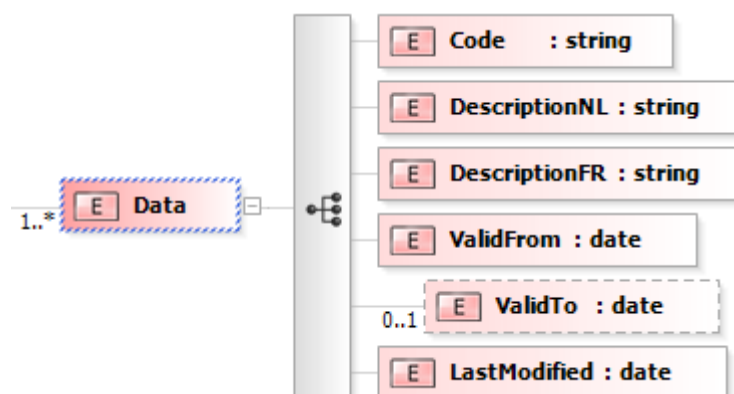 E Code : string
E DescriptionNL : string
E DescriptionFR : string
1..* E Data
E ValidFrom : date
0..1 E ValidTo : date
E LastModified : date